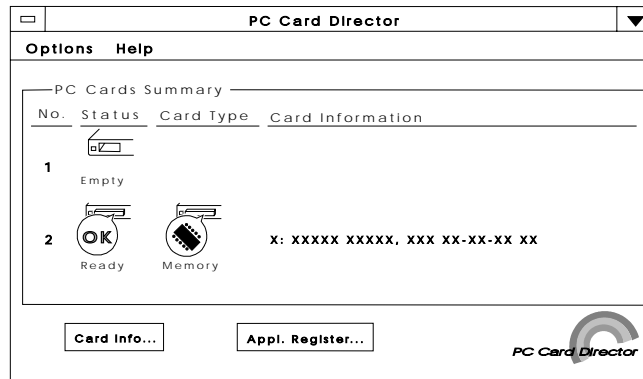 PC Card Director
Options Help
PC Cards Summary
No. Status Card Type Card Information
1
Empty
2 OK X: XXXXX XXXXX, XXX XX-XX-XX XX
Ready Memory
Card Info... Appl. Register...
PC Card Director